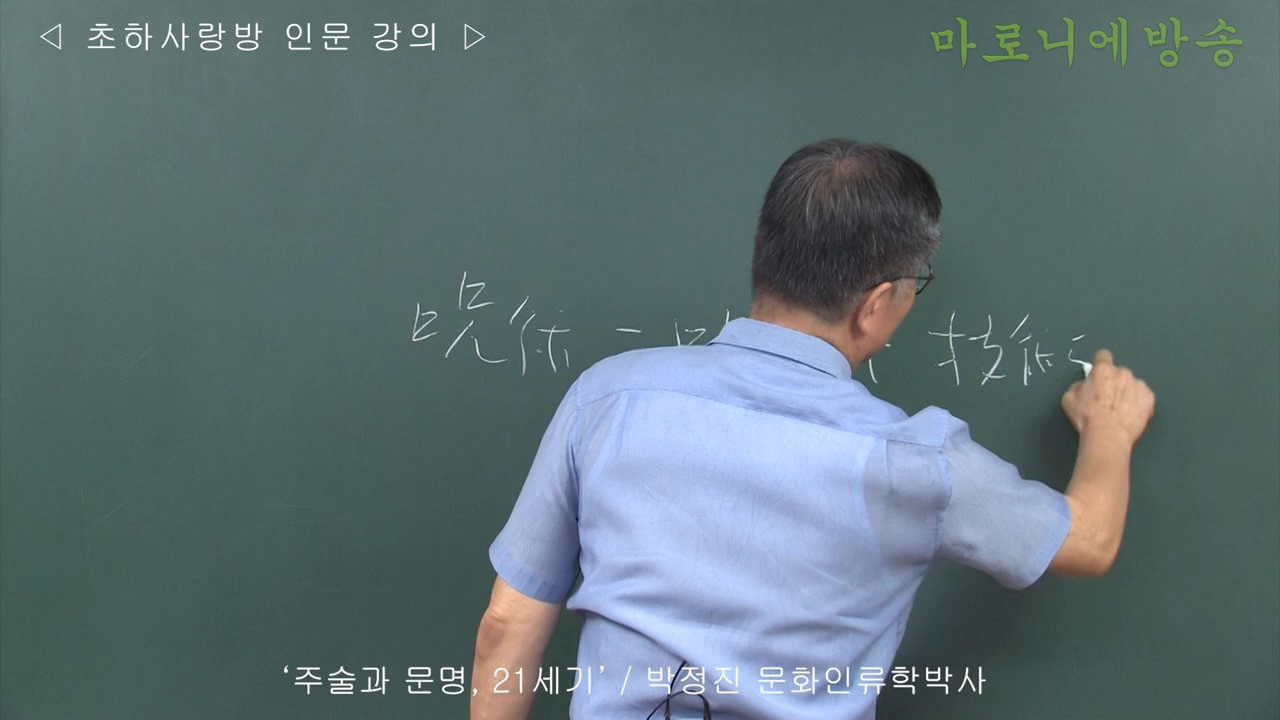 ◁ 초하사랑방 인문 강의 ▷
마로니에방송
呪術 - 技術
‘주술과 문명, 21세기’ / 박정진 문화인류학박사